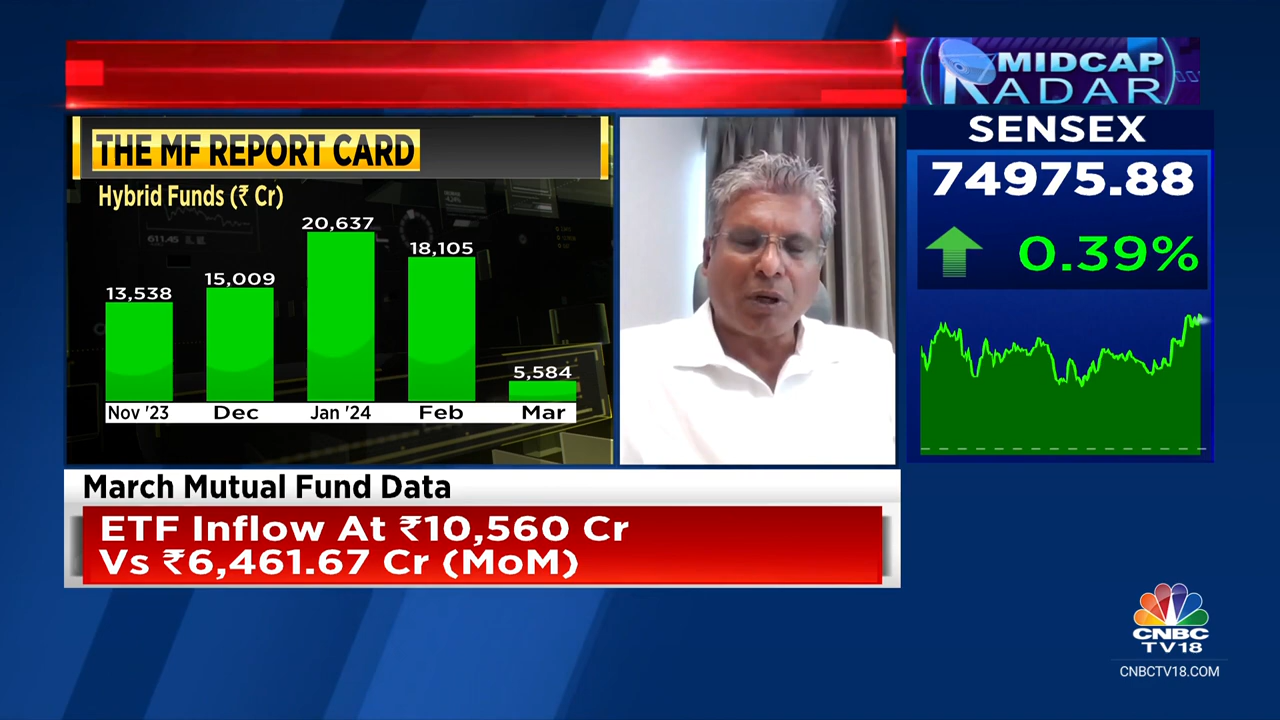 MIDCAP
RADAR
THE MF REPORT CARD
Hybrid Funds (₹ Cr)
20,637
18,105
15,009
13,538
5,584
Nov '23 Dec Jan '24 Feb Mar
SENSEX
74975.88
0.39%
March Mutual Fund Data
ETF Inflow At ₹10,560 Cr
Vs ₹6,461.67 Cr (MoM)
CNBC
TV18
CNBCTV18.COM
611.45